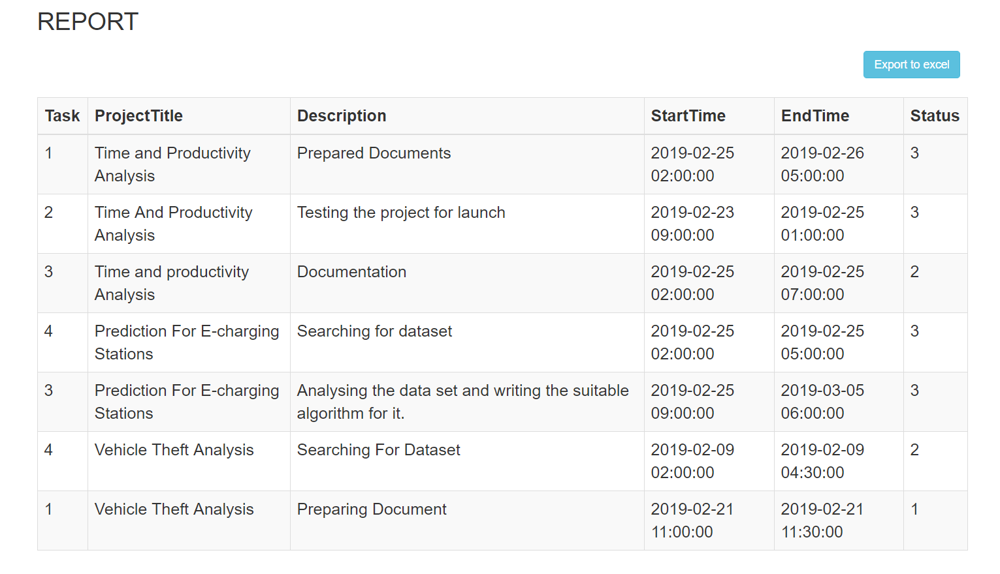 REPORT
Export to excel
Task ProjectTitle Description StartTime EndTime Status
1 Time and Productivity Prepared Documents 2019-02-25 2019-02-26 3
Analysis 02:00:00 05:00:00
2 Time And Productivity Testing the project for launch 2019-02-23 2019-02-25 3
Analysis 09:00:00 01:00:00
3 Time and productivity Documentation 2019-02-25 2019-02-25 2
Analysis 02:00:00 07:00:00
4 Prediction For E-charging Searching for dataset 2019-02-25 2019-02-25 3
Stations 02:00:00 05:00:00
3 Prediction For E-charging Analysing the data set and writing the suitable 2019-02-25 2019-03-05 3
Stations algorithm for it. 09:00:00 06:00:00
4 Vehicle Theft Analysis Searching For Dataset 2019-02-09 2019-02-09 2
02:00:00 04:30:00
1 Vehicle Theft Analysis Preparing Document 2019-02-21 2019-02-21 1
11:00:00 11:30:00